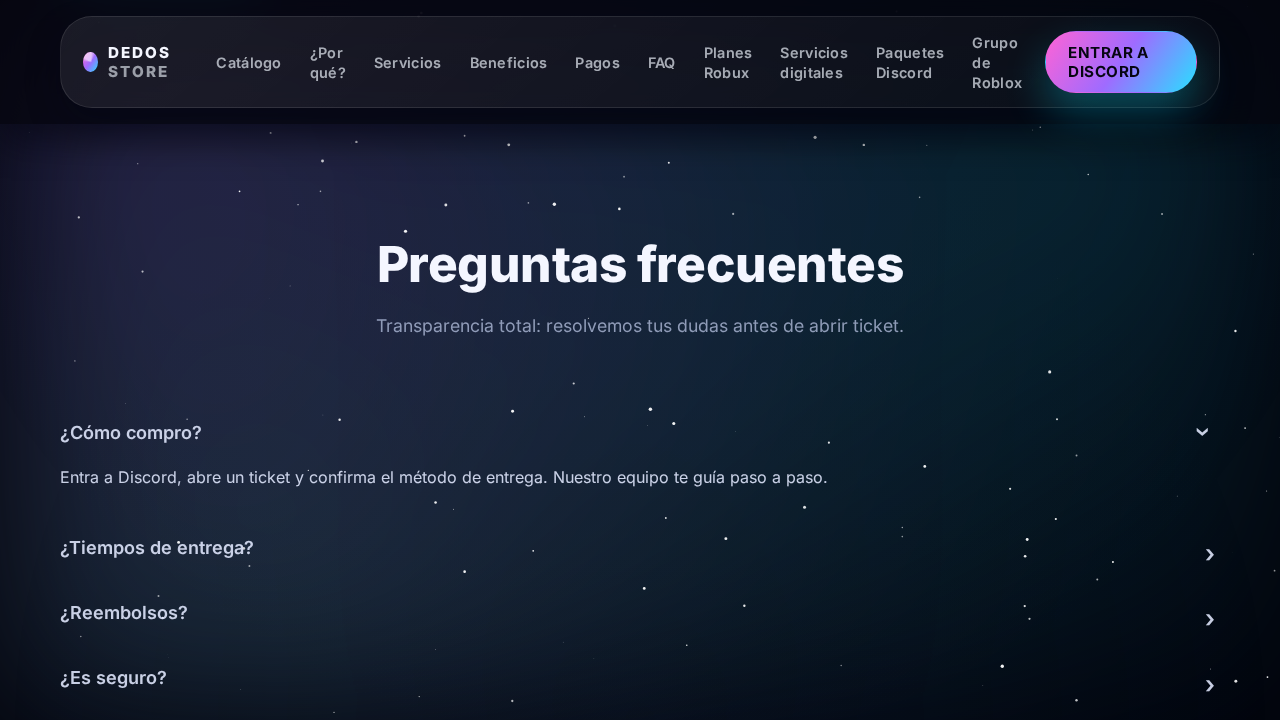 DEDOS
STORE
Catálogo
¿Por
qué?
Servicios
Beneficios
Pagos
FAQ
Planes
Robux
Servicios
digitales
Paquetes
Discord
Grupo
de
Roblox
ENTRAR A
DISCORD
Preguntas frecuentes
Transparencia total: resolvemos tus dudas antes de abrir ticket.
¿Cómo compro?
Entra a Discord, abre un ticket y confirma el método de entrega. Nuestro equipo te guía paso a paso.
¿Tiempos de entrega?
¿Reembolsos?
¿Es seguro?